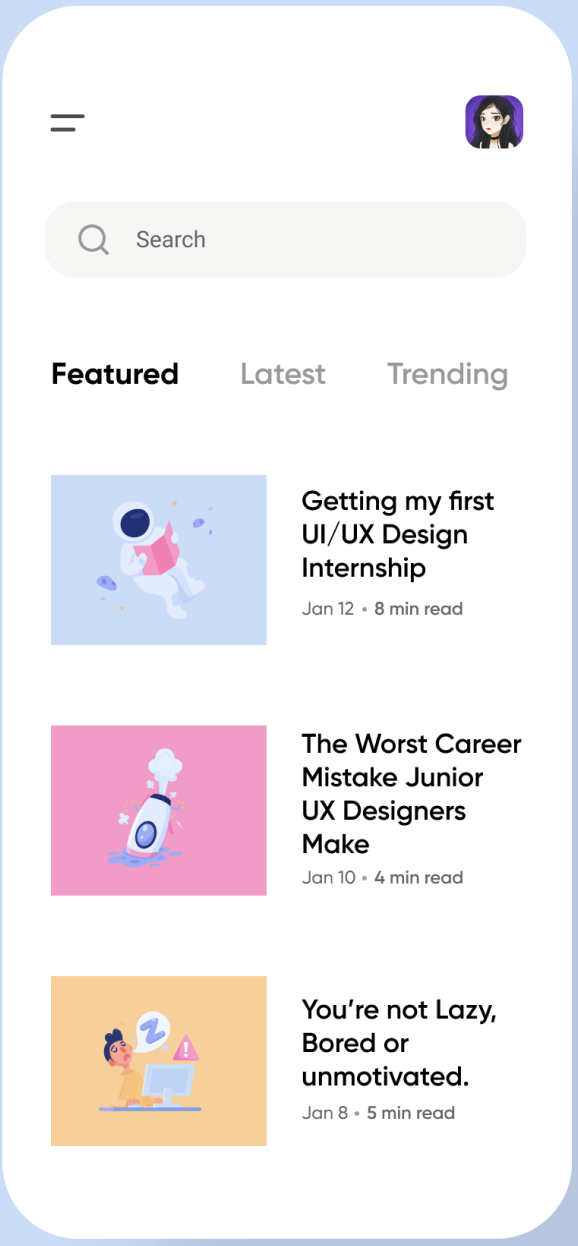 Search
Featured Latest Trending
Getting my first
UI/UX Design
Internship
Jan 12 • 8 min read
The Worst Career
Mistake Junior
UX Designers
Make
Jan 10 • 4 min read
Z
!
You’re not Lazy,
Bored or
unmotivated.
Jan 8 • 5 min read